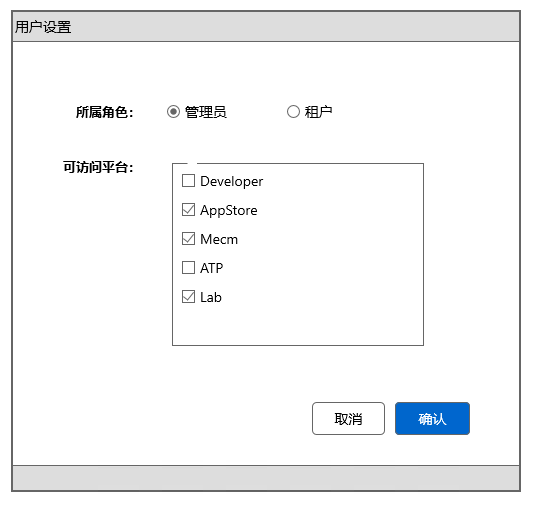 用户设置
所属角色: 管理员 租户
可访问平台:
Developer
AppStore
Mecm
ATP
Lab
取消 确认